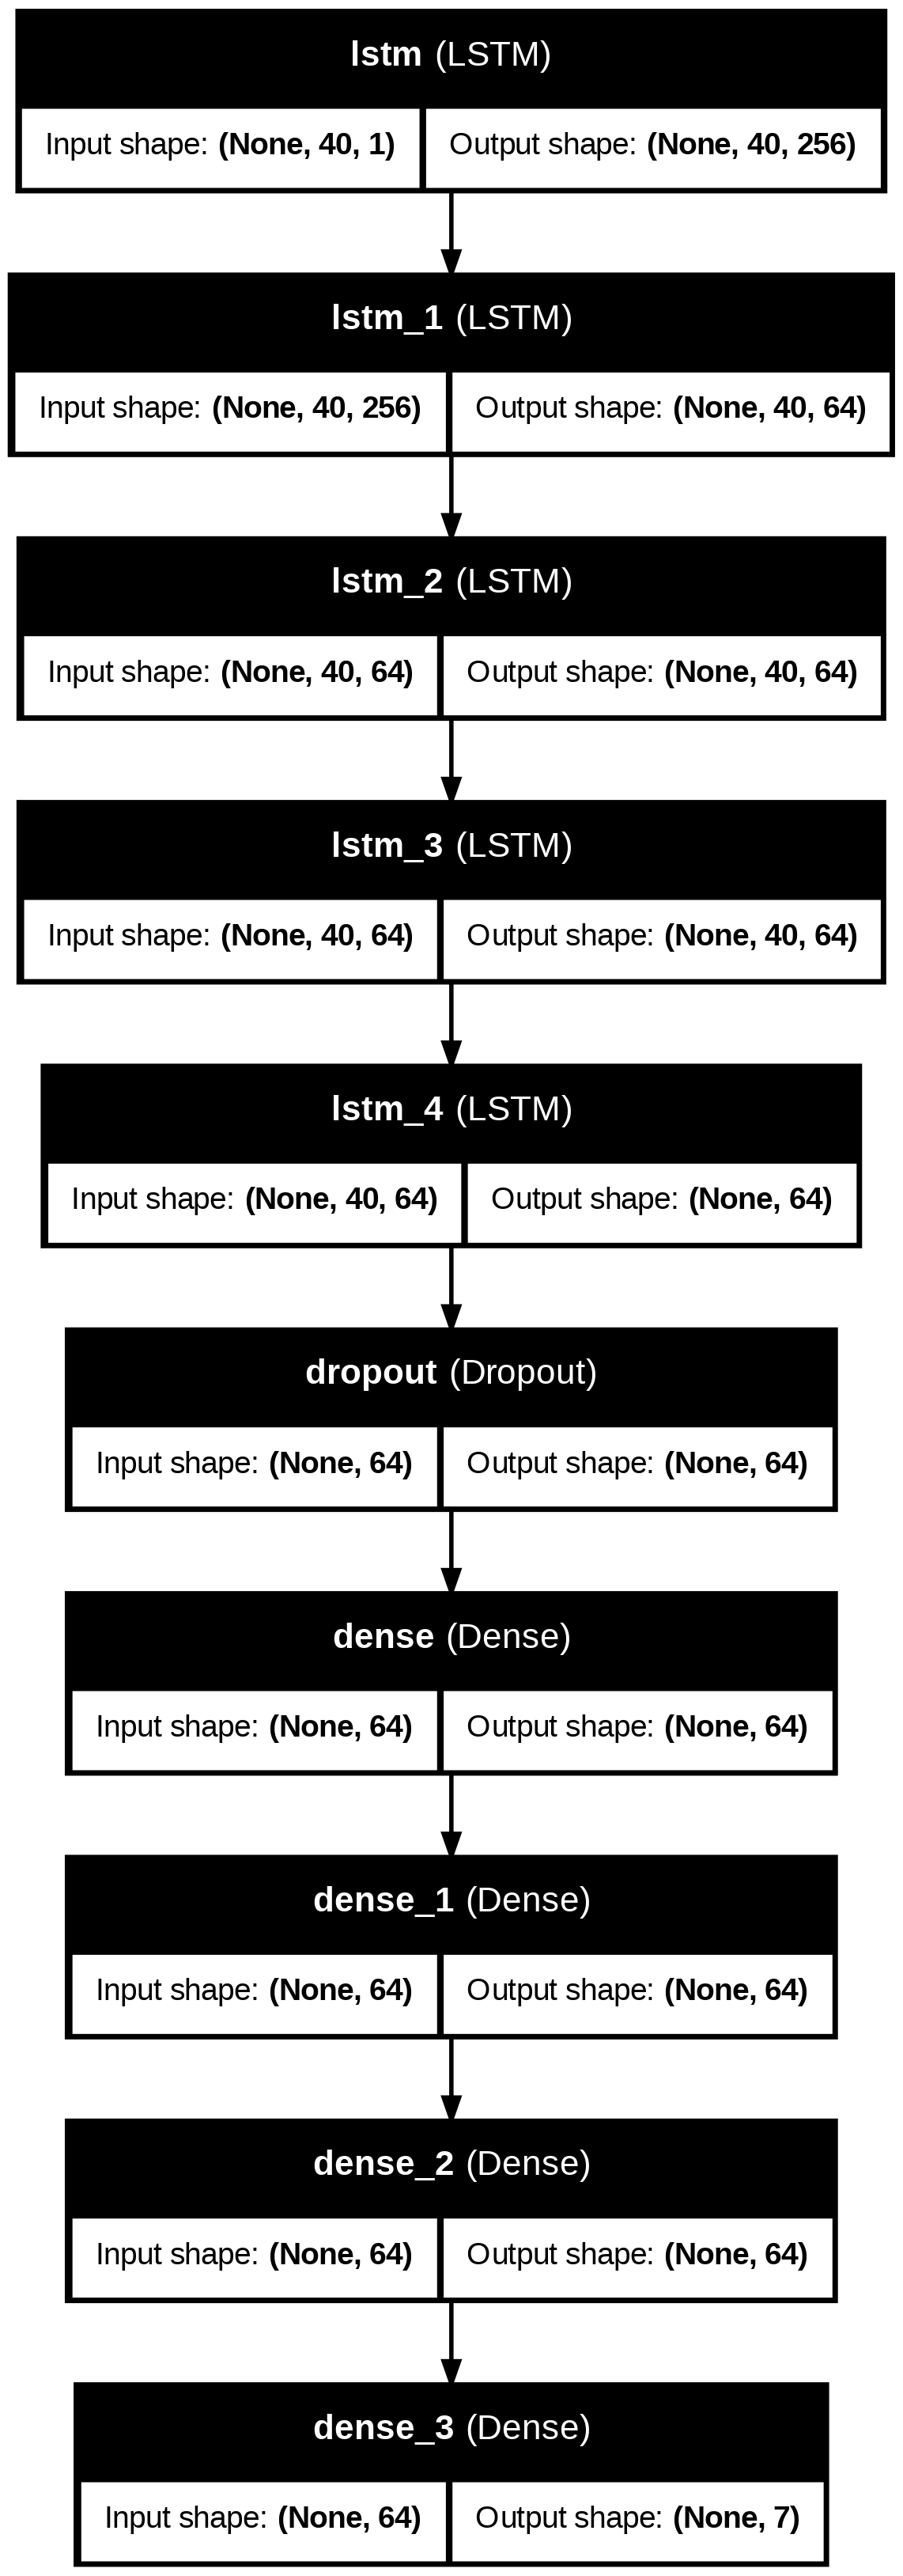 lstm (LSTM)
Input shape: (None, 40, 1) Output shape: (None, 40, 256)
lstm_1 (LSTM)
Input shape: (None, 40, 256) Output shape: (None, 40, 64)
lstm_2 (LSTM)
Input shape: (None, 40, 64) Output shape: (None, 40, 64)
lstm_3 (LSTM)
Input shape: (None, 40, 64) Output shape: (None, 40, 64)
lstm_4 (LSTM)
Input shape: (None, 40, 64) Output shape: (None, 64)
dropout (Dropout)
Input shape: (None, 64) Output shape: (None, 64)
dense (Dense)
Input shape: (None, 64) Output shape: (None, 64)
dense_1 (Dense)
Input shape: (None, 64) Output shape: (None, 64)
dense_2 (Dense)
Input shape: (None, 64) Output shape: (None, 64)
dense_3 (Dense)
Input shape: (None, 64) Output shape: (None, 7)